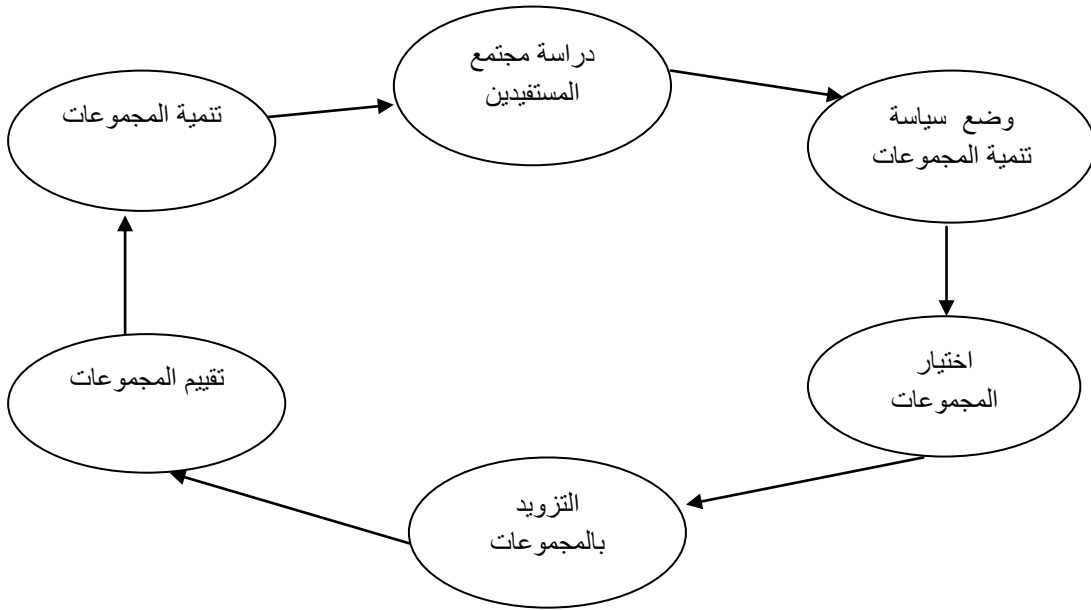 دراسة مجتمع
المستفيدين
وضع سياسة
تنمية المجموعات
اختيار
المجموعات
التزويد
بالمجموعات
تقييم المجموعات
تنمية المجموعات